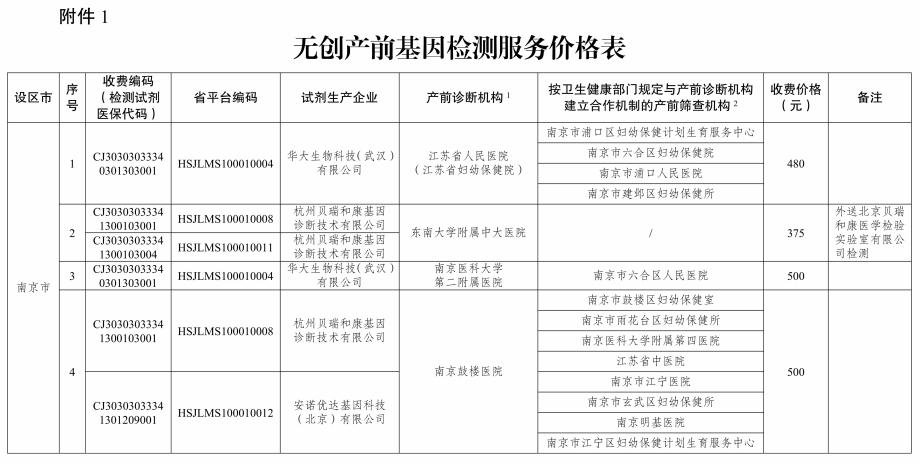 附件 1
无创产前基因检测服务价格表
设区市
序
号
收费编码
（检测试剂
医保代码）
省平台编码
试剂生产企业
产前诊断机构 1
按卫生健康部门规定与产前诊断机构
建立合作机制的产前筛查机构 2
收费价格
（元）
备注
南京市
1
CJ3030303334
0301303001
HSJLMS100010004
华大生物科技(武汉)
有限公司
江苏省人民医院
（江苏省妇幼保健院）
南京市浦口区妇幼保健计划生育服务中心
南京市六合区妇幼保健院
南京市浦口人民医院
南京市建邺区妇幼保健所
480
2
CJ3030303334
1300103001
HSJLMS100010008
杭州贝瑞和康基因
诊断技术有限公司
CJ3030303334
1300103004
HSJLMS100010011
杭州贝瑞和康基因
诊断技术有限公司
东南大学附属中大医院
/
375
外送北京贝瑞
和康医学检验
实验室有限公
司检测
3
CJ3030303334
0301303001
HSJLMS100010004
华大生物科技(武汉)
有限公司
南京医科大学
第二附属医院
南京市六合区人民医院
500
4
CJ3030303334
1300103001
HSJLMS100010008
杭州贝瑞和康基因
诊断技术有限公司
CJ3030303334
1301209001
HSJLMS100010012
安诺优达基因科技
（北京）有限公司
南京鼓楼医院
南京市鼓楼区妇幼保健室
南京市雨花台区妇幼保健所
南京医科大学附属第四医院
江苏省中医院
南京市江宁医院
南京市玄武区妇幼保健所
南京明基医院
南京市江宁区妇幼保健计划生育服务中心
500